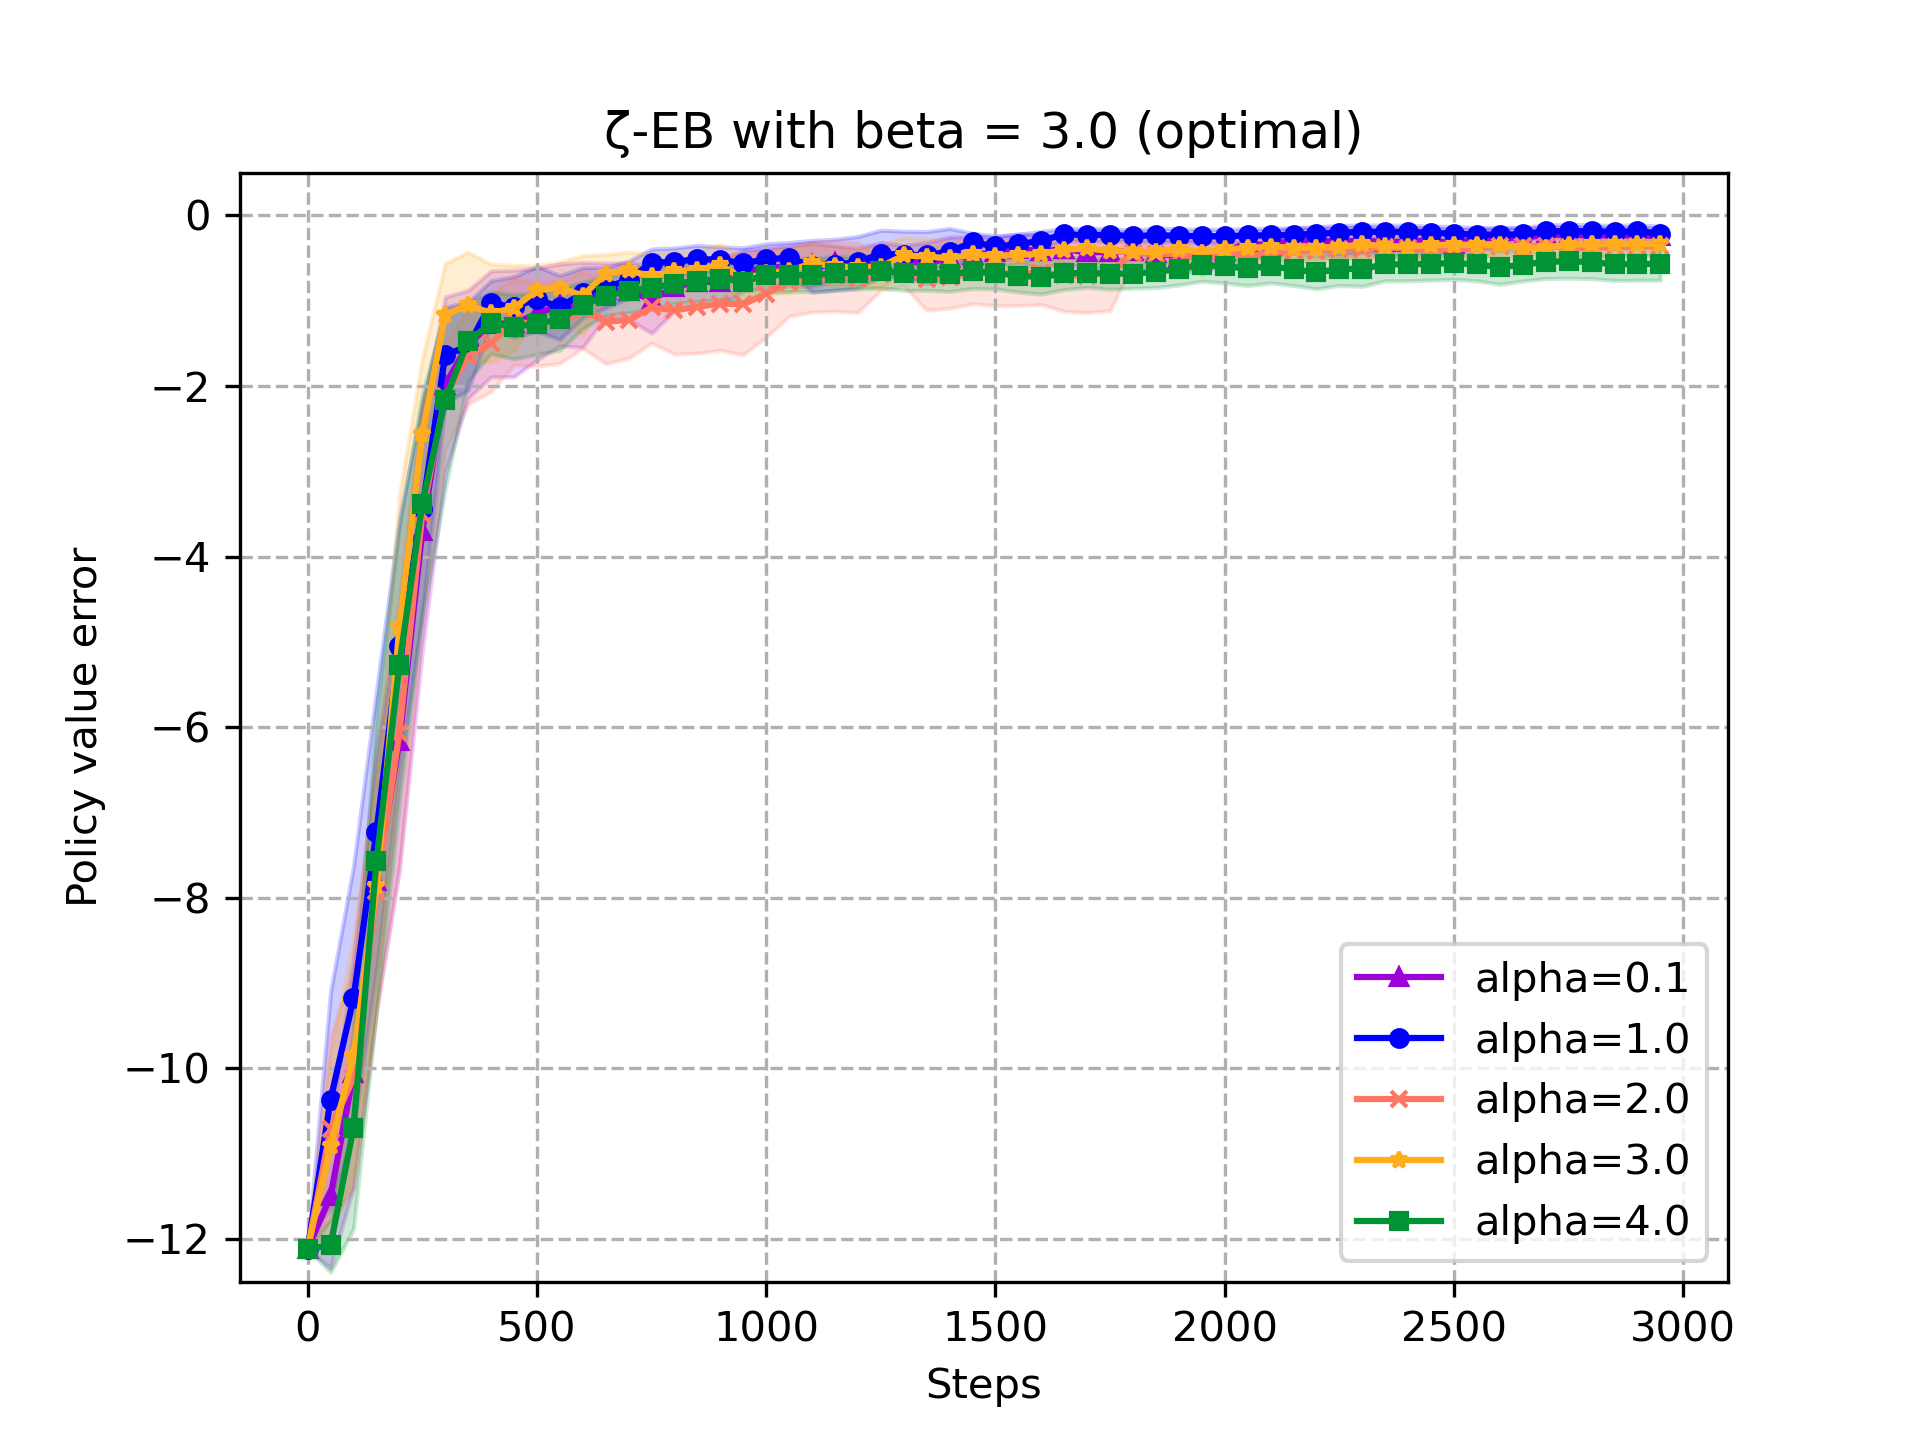 ζ-EB with beta = 3.0 (optimal)
0
−2
−4
−6
−8
−10
−12
Policy value error
alpha=0.1
alpha=1.0
alpha=2.0
alpha=3.0
alpha=4.0
0 500 1000 1500 2000 2500 3000
Steps